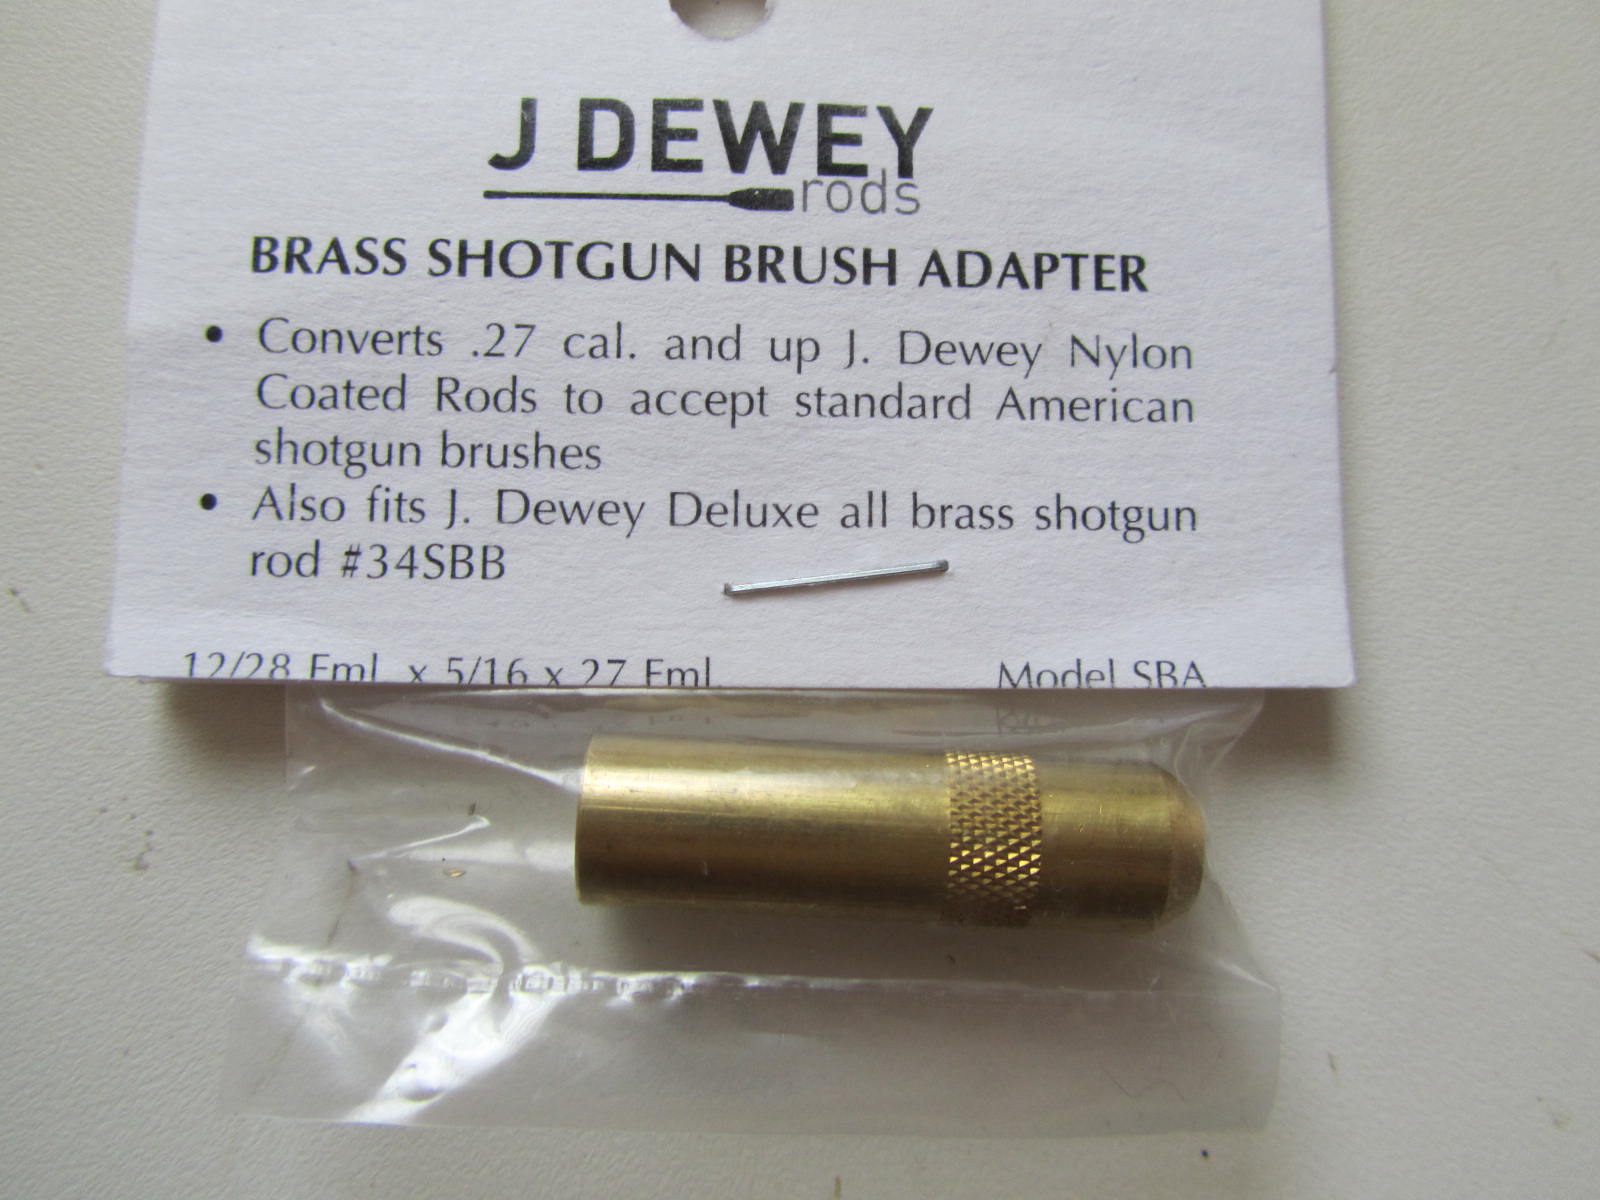 J DEWEY
rods
BRASS SHOTGUN BRUSH ADAPTER
• Converts .27 cal. and up J. Dewey Nylon
Coated Rods to accept standard American
shotgun brushes
• Also fits J. Dewey Deluxe all brass shotgun
rod #34SBB
12/28 Fml x 5/16 x 27 Fml Model SBA